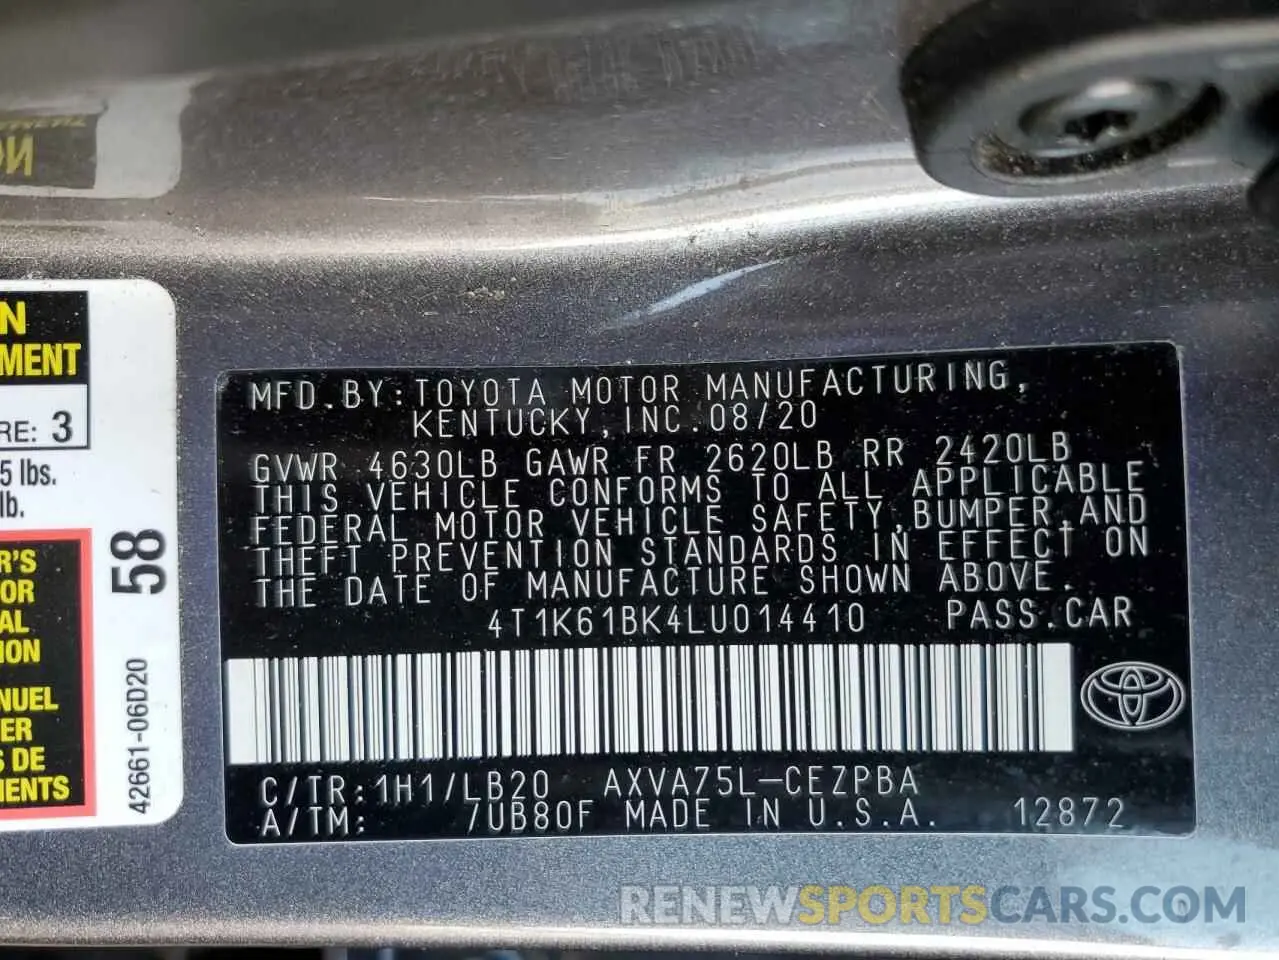 NO
N
MENT
RE: 3
5 lbs.
lb.
R'S
OR
AL
ION
NUEL
ER
S DE
MENTS
58
42661-06D20
MFD.BY:TOYOTA MOTOR MANUFACTURING,
KENTUCKY,INC.08/20
GVWR 4630LB GAWR FR 2620LB RR 2420LB
THIS VEHICLE CONFORMS TO ALL APPLICABLE
FEDERAL MOTOR VEHICLE SAFETY,BUMPER,AND
THEFT PREVENTION STANDARDS IN EFFECT ON
THE DATE OF MANUFACTURE SHOWN ABOVE.
4T1K61BK4LU014410 PASS.CAR
C/TR:1H1/LB20 AXVA75L-CEZPBA
A/TM: 7UB80F MADE IN U.S.A. 12872
RENEWSPORTSCARS.COM